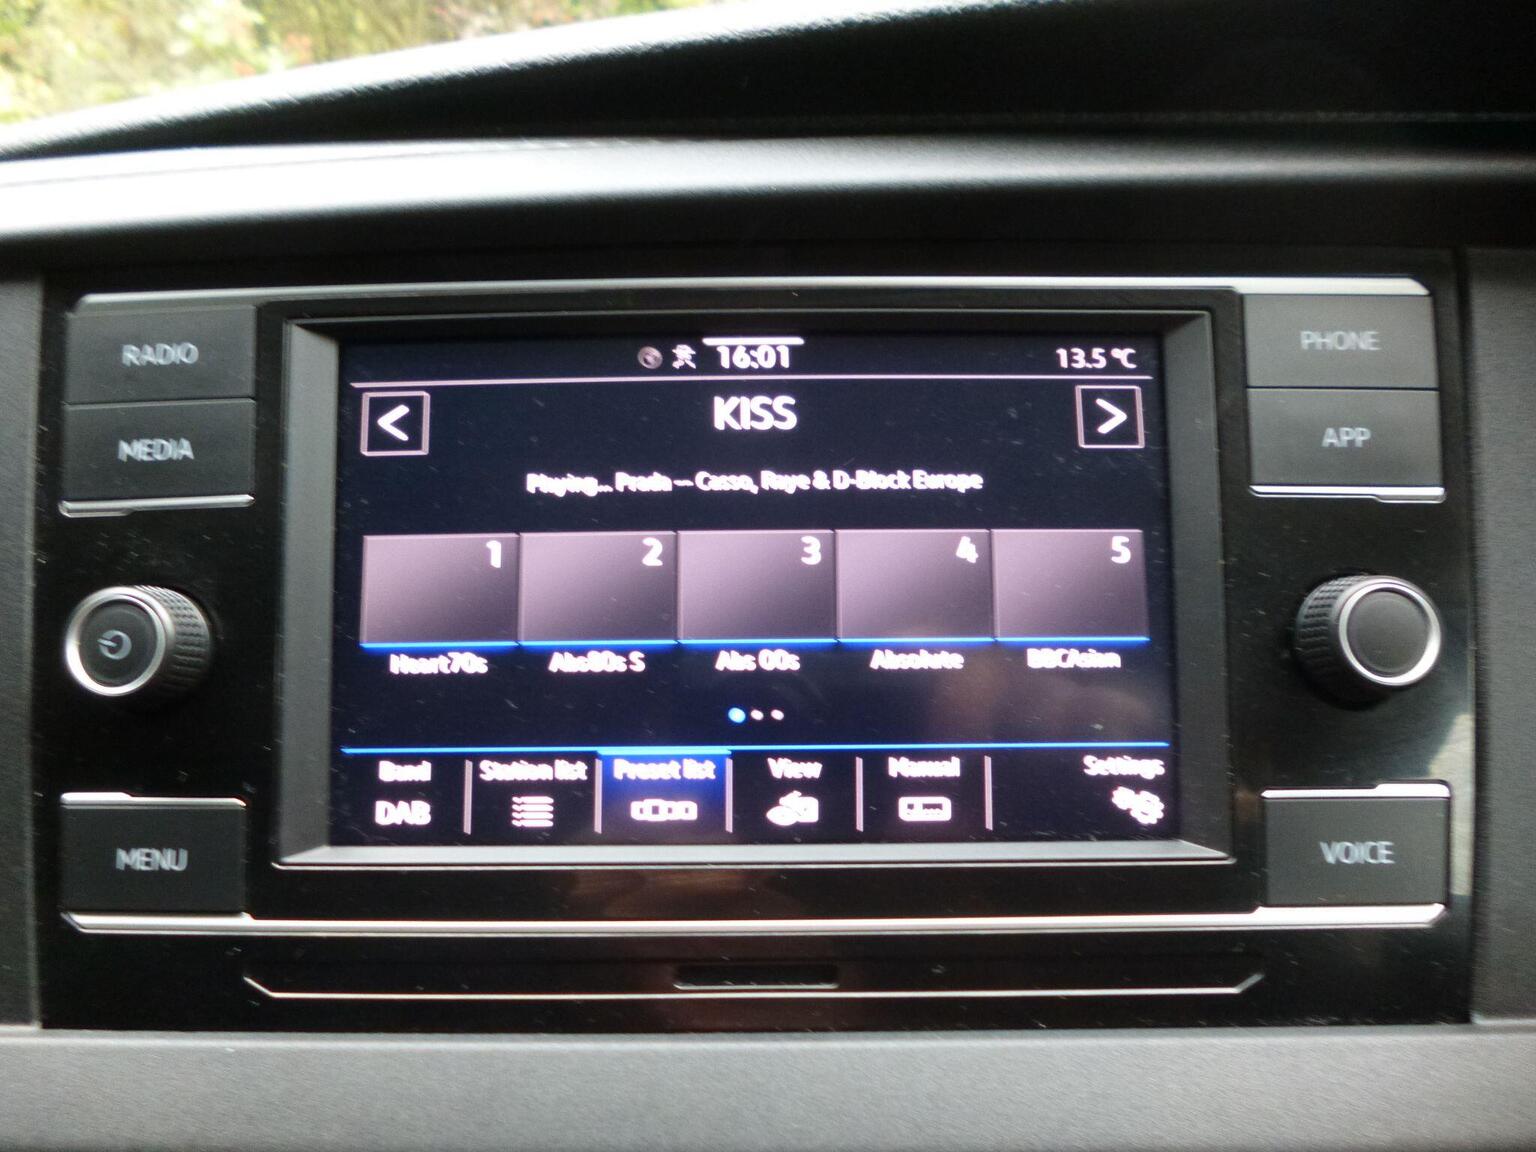 RADIO
MEDIA
MENU
PHONE
APP
VOICE
16:01
13.5 °C
< KISS >
Playing... Prada -- Casso, Raye & D-Block Europe
1 2 3 4 5
Heart70s Abs80s S Abs 00s Absolute BBCAsian
Band Station list Preset list View Manual Settings
DAB